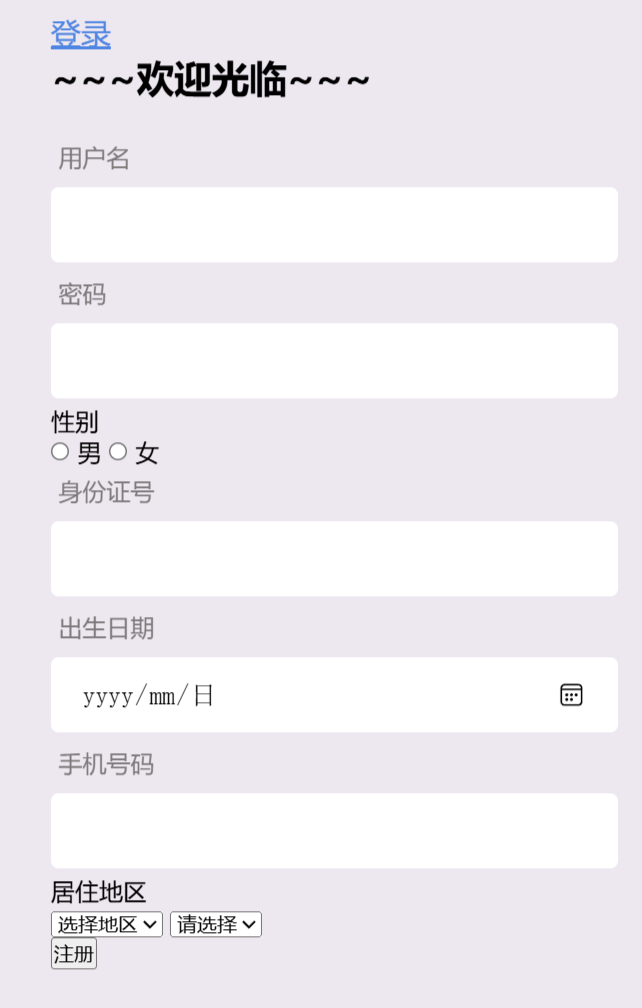 登录
~~~欢迎光临~~~
用户名
密码
性别
男 女
身份证号
出生日期
yyyy/mm/日
手机号码
居住地区
选择地区 请选择
注册